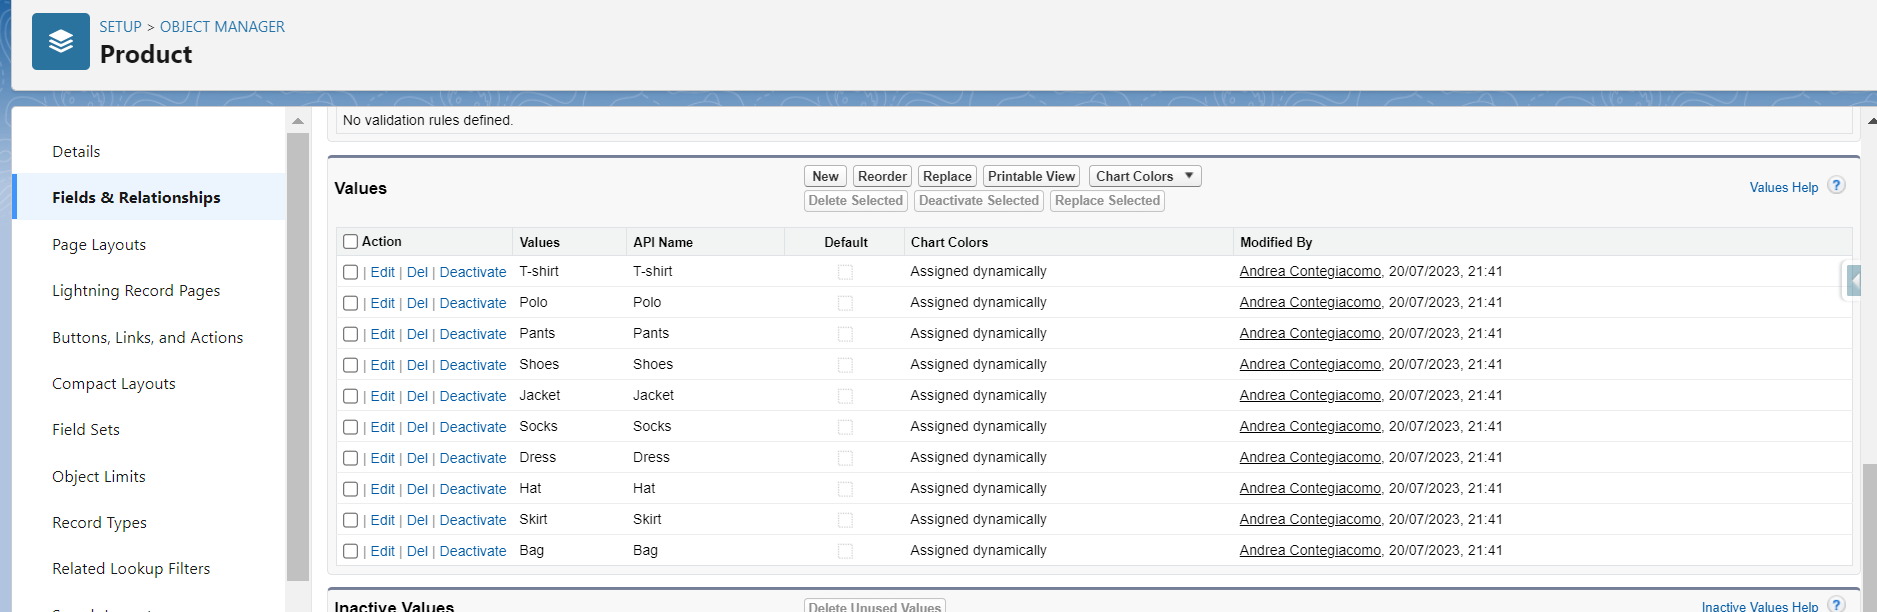 SETUP > OBJECT MANAGER
Product
Details
Fields & Relationships
Page Layouts
Lightning Record Pages
Buttons, Links, and Actions
Compact Layouts
Field Sets
Object Limits
Record Types
Related Lookup Filters
No validation rules defined.
Values
New Reorder Replace Printable View Chart Colors
Delete Selected Deactivate Selected Replace Selected
Values Help ?
Action Values API Name Default Chart Colors Modified By
| Edit | Del | Deactivate T-shirt T-shirt Assigned dynamically Andrea Contegiacomo, 20/07/2023, 21:41
| Edit | Del | Deactivate Polo Polo Assigned dynamically Andrea Contegiacomo, 20/07/2023, 21:41
| Edit | Del | Deactivate Pants Pants Assigned dynamically Andrea Contegiacomo, 20/07/2023, 21:41
| Edit | Del | Deactivate Shoes Shoes Assigned dynamically Andrea Contegiacomo, 20/07/2023, 21:41
| Edit | Del | Deactivate Jacket Jacket Assigned dynamically Andrea Contegiacomo, 20/07/2023, 21:41
| Edit | Del | Deactivate Socks Socks Assigned dynamically Andrea Contegiacomo, 20/07/2023, 21:41
| Edit | Del | Deactivate Dress Dress Assigned dynamically Andrea Contegiacomo, 20/07/2023, 21:41
| Edit | Del | Deactivate Hat Hat Assigned dynamically Andrea Contegiacomo, 20/07/2023, 21:41
| Edit | Del | Deactivate Skirt Skirt Assigned dynamically Andrea Contegiacomo, 20/07/2023, 21:41
| Edit | Del | Deactivate Bag Bag Assigned dynamically Andrea Contegiacomo, 20/07/2023, 21:41
Inactive Values
Delete Unused Values
Inactive Values Help ?